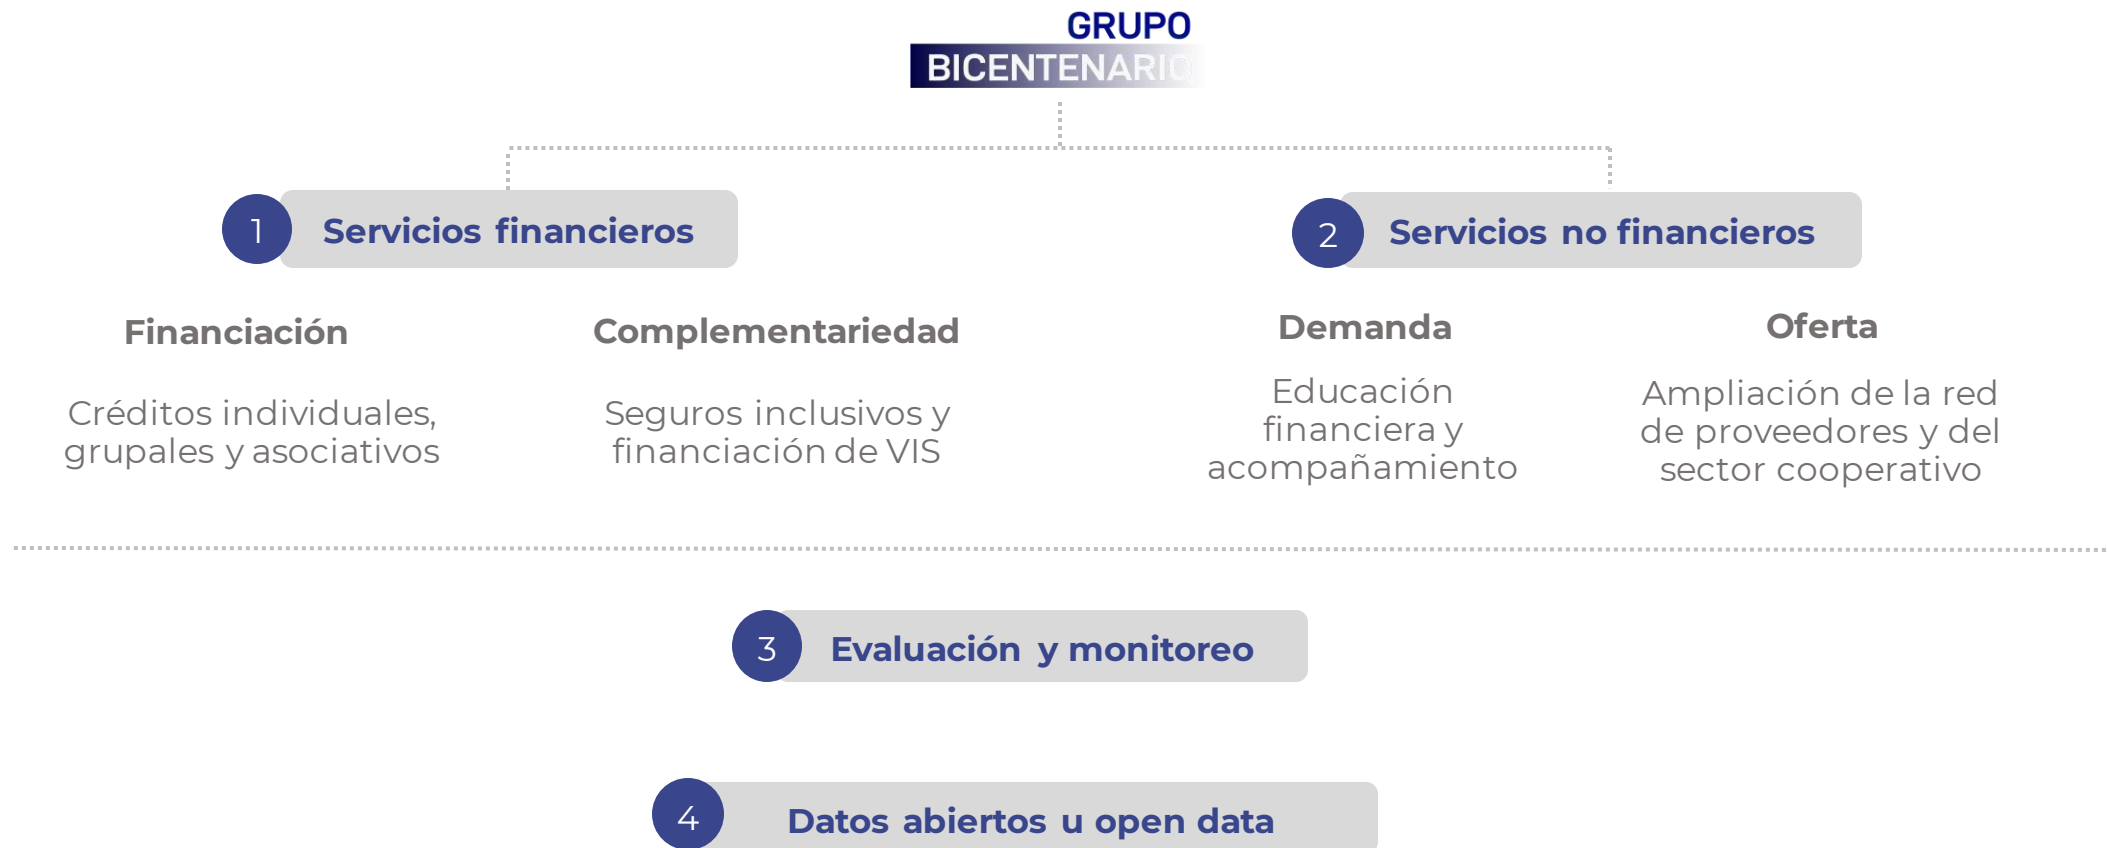 GRUPO
BICENTENARIO
1
Servicios financieros
2
Servicios no financieros
Financiación
Créditos individuales,
grupales y asociativos
Complementariedad
Seguros inclusivos y
financiación de VIS
Demanda
Educación
financiera y
acompañamiento
Oferta
Ampliación de la red
de proveedores y del
sector cooperativo
3
Evaluación y monitoreo
4
Datos abiertos u open data